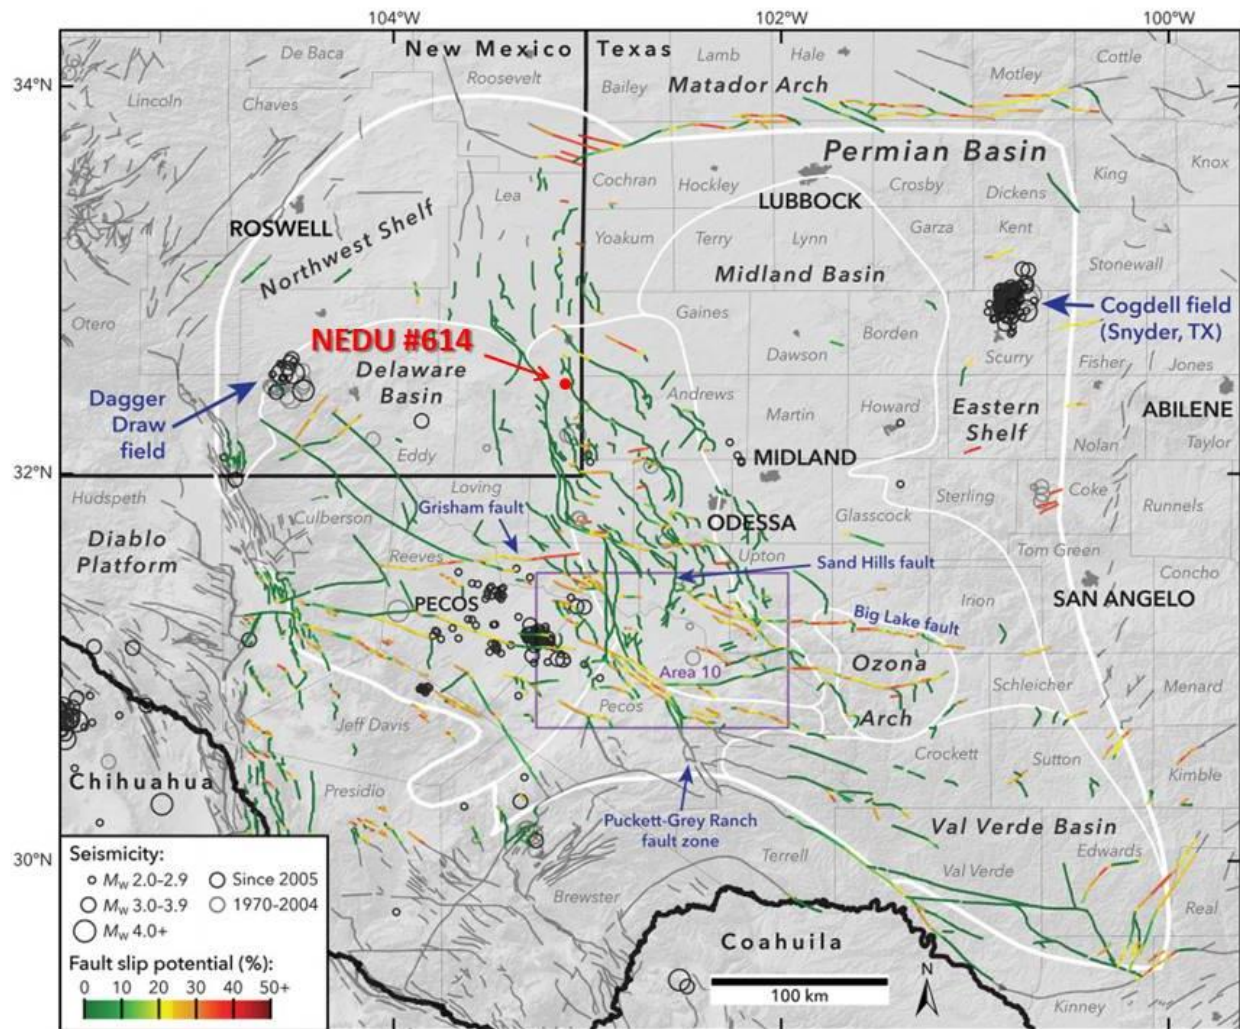 104°W
102°W
100°W
34°N
32°N
30°N
New Mexico
Texas
De Baca
Roosevelt
Lamb
Hale
Cottle
Motley
Bailey
Matador Arch
Lincoln
Chaves
Permian Basin
King
Knox
Cochran
Hockley
Crosby
Dickens
Lea
LUBBOCK
ROSWELL
Northwest Shelf
Yoakum
Terry
Lynn
Garza
Kent
Stonewall
Midland Basin
Otero
Gaines
Borden
Cogdell field
(Snyder, TX)
NEDU #614
Dawson
Scurry
Fisher
Jones
Delaware
Basin
Dagger
Draw
field
Andrews
Martin
Howard
Eastern
Shelf
ABILENE
Nolan
Taylor
Eddy
MIDLAND
Hudspeth
Loving
Sterling
Coke
Runnels
Culberson
Grisham fault
ODESSA
Glasscock
Diablo
Platform
Reeves
Upton
Sand Hills fault
Tom Green
Concho
PECOS
Irion
SAN ANGELO
Big Lake fault
Area 10
Ozona
Arch
Pecos
Schleicher
Menard
Jeff Davis
Crockett
Sutton
Kimble
Chihuahua
Presidio
Puckett-Grey Ranch
fault zone
Val Verde Basin
Terrell
Edwards
Val Verde
Brewster
Real
Coahuila
Kinney
N
100 km
Seismicity:
Mw 2.0-2.9
Since 2005
Mw 3.0-3.9
1970-2004
Mw 4.0+
Fault slip potential (%):
0 10 20 30 40 50+